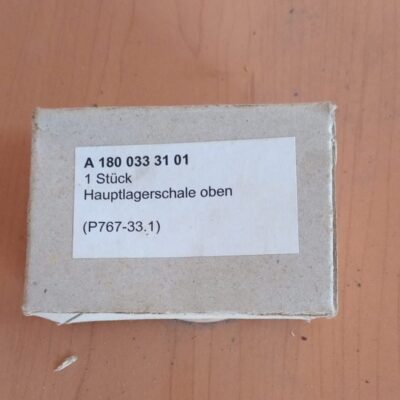 A 180 033 31 01
1 Stück
Hauptlagerschale oben
(P767-33.1)